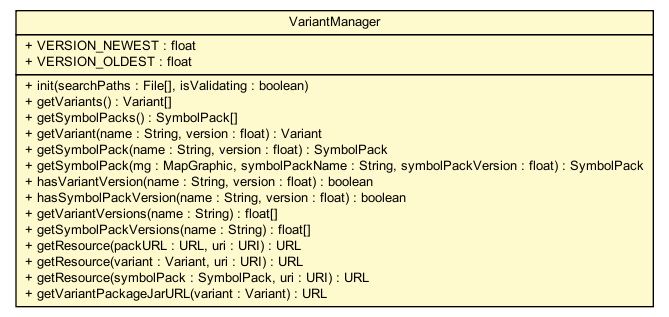 VariantManager
+ VERSION_NEWEST : float
+ VERSION_OLDEST : float
+ init(searchPaths : File[], isValidating : boolean)
+ getVariants() : Variant[]
+ getSymbolPacks() : SymbolPack[]
+ getVariant(name : String, version : float) : Variant
+ getSymbolPack(name : String, version : float) : SymbolPack
+ getSymbolPack(mg : MapGraphic, symbolPackName : String, symbolPackVersion : float) : SymbolPack
+ hasVariantVersion(name : String, version : float) : boolean
+ hasSymbolPackVersion(name : String, version : float) : boolean
+ getVariantVersions(name : String) : float[]
+ getSymbolPackVersions(name : String) : float[]
+ getResource(packURL : URL, uri : URI) : URL
+ getResource(variant : Variant, uri : URI) : URL
+ getResource(symbolPack : SymbolPack, uri : URI) : URL
+ getVariantPackageJarURL(variant : Variant) : URL